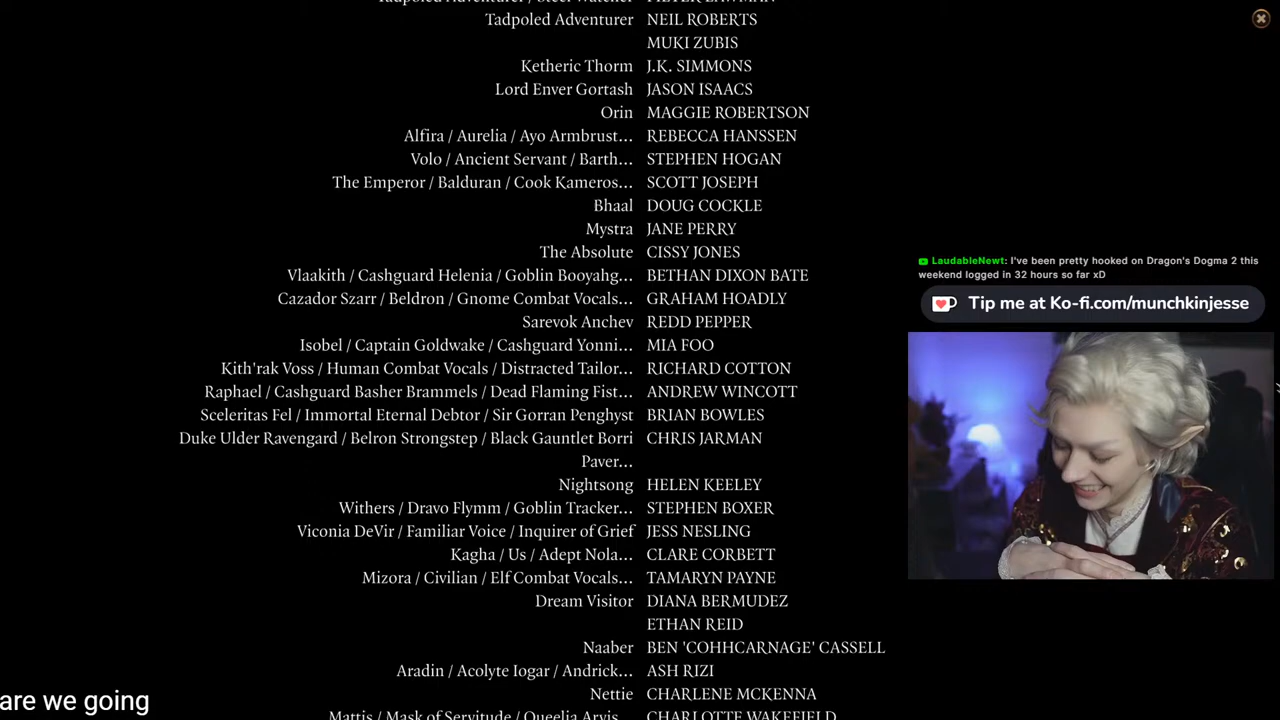 Tadpoled Adventurer NEIL ROBERTS
MUKI ZUBIS
Ketheric Thorm J.K. SIMMONS
Lord Enver Gortash JASON ISAACS
Orin MAGGIE ROBERTSON
Alfira / Aurelia / Ayo Armbrust... REBECCA HANSSEN
Volo / Ancient Servant / Barth... STEPHEN HOGAN
The Emperor / Balduran / Cook Kameros... SCOTT JOSEPH
Bhaal DOUG COCKLE
Mystra JANE PERRY
The Absolute CISSY JONES
Vlaakith / Cashguard Helenia / Goblin Booyahg... BETHAN DIXON BATE
Cazador Szarr / Beldron / Gnome Combat Vocals... GRAHAM HOADLY
Sarevok Anchev REDD PEPPER
Isobel / Captain Goldwake / Cashguard Yonni... MIA FOO
Kith'rak Voss / Human Combat Vocals / Distracted Tailor... RICHARD COTTON
Raphael / Cashguard Basher Brammels / Dead Flaming Fist... ANDREW WINCOTT
Sceleritas Fel / Immortal Eternal Debtor / Sir Gorran Penghyst BRIAN BOWLES
Duke Ulder Ravengard / Belron Strongstep / Black Gauntlet Borri CHRIS JARMAN
Paver...
Nightsong HELEN KEELEY
Withers / Dravo Flymm / Goblin Tracker... STEPHEN BOXER
Viconia DeVir / Familiar Voice / Inquirer of Grief JESS NESLING
Kagha / Us / Adept Nola... CLARE CORBETT
Mizora / Civilian / Elf Combat Vocals... TAMARYN PAYNE
Dream Visitor DIANA BERMUDEZ
ETHAN REID
Naaber BEN 'COHHCARNAGE' CASSELL
Aradin / Acolyte Iogar / Andrick... ASH RIZI
Nettie CHARLENE MCKENNA
Mattis / Mask of Servitude / Queelia Arvis... CHARLOTTE WAKEFIELD
LaudableNewt: I've been pretty hooked on Dragon's Dogma 2 this
weekend logged in 32 hours so far xD
Tip me at Ko-fi.com/munchkinjesse
are we going